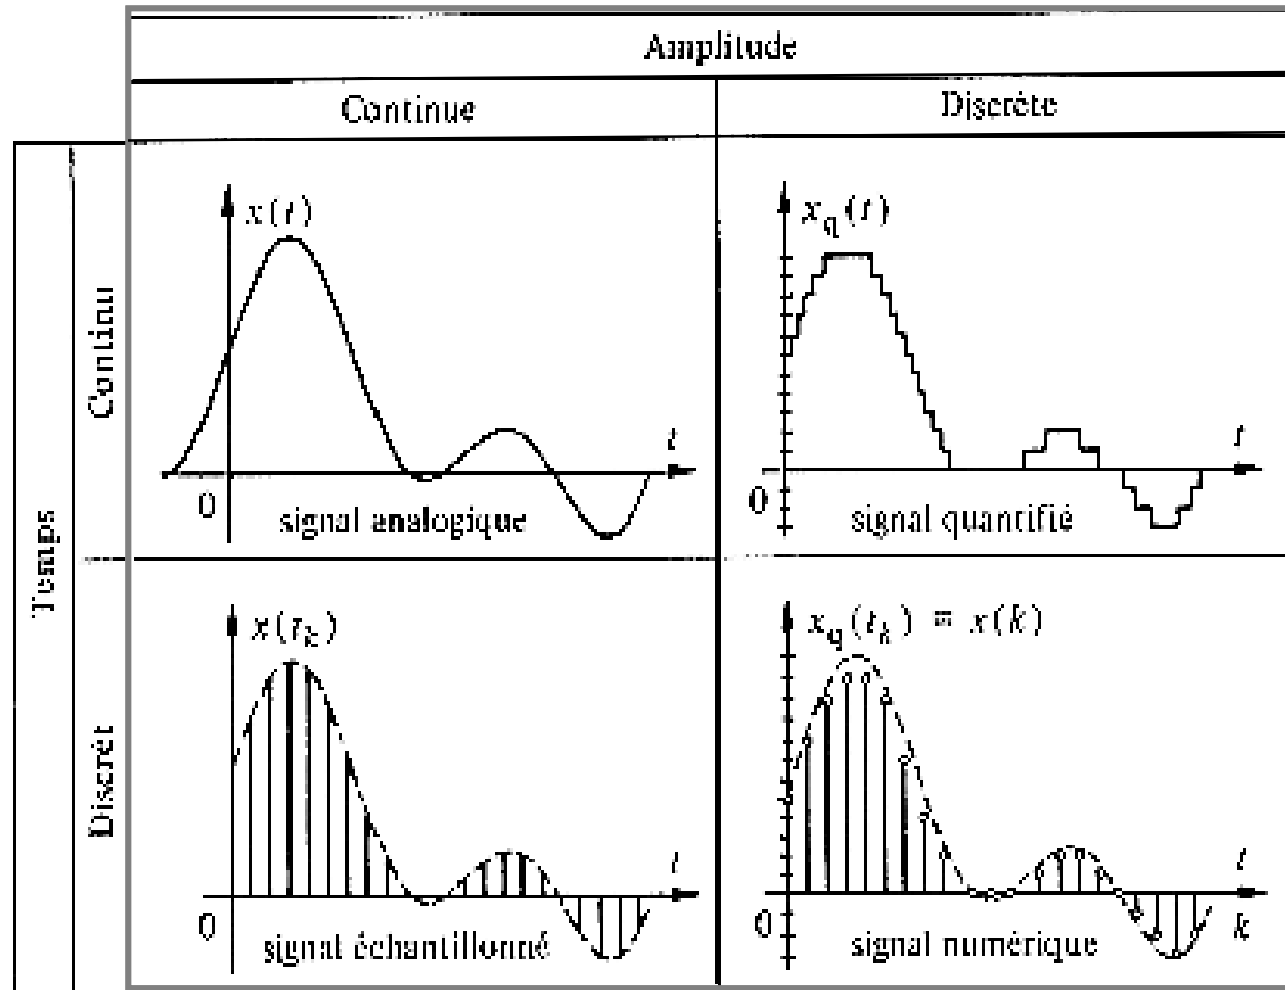 Amplitude
Continue
Discrète
Temps
Continu
x(t)
t
0
signal analogique
x_q(t)
t
0
signal quantifié
Discrèt
x(t_k)
t
0
signal échantillonné
x_q(t_k) = x(k)
t
0
k
signal numérique